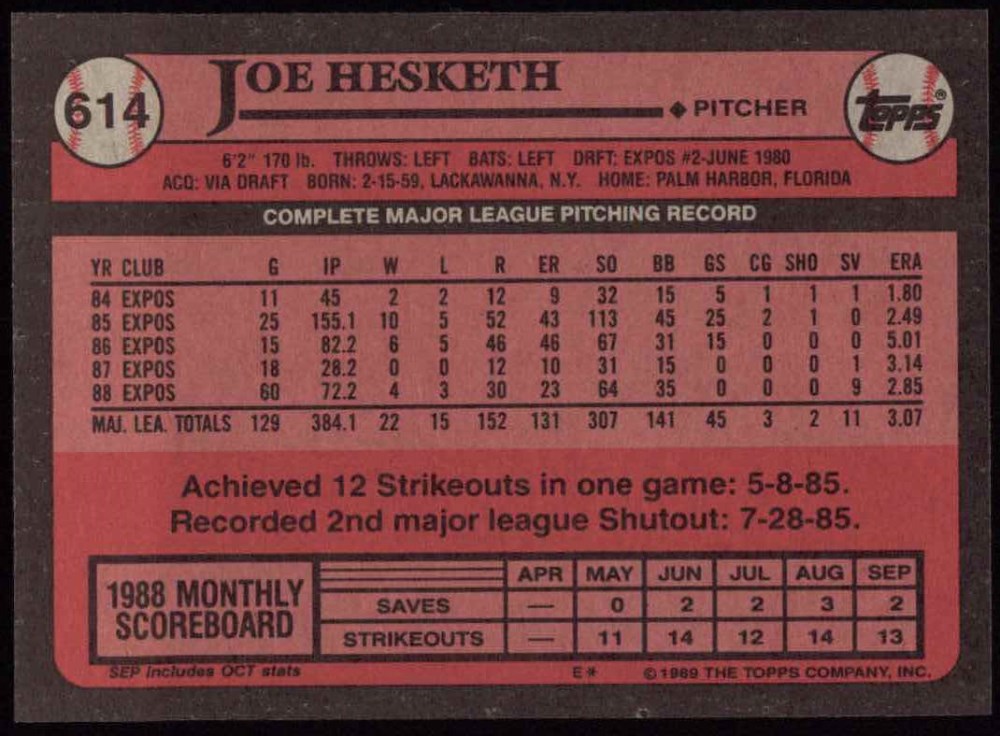 614
JOE HESKETH
◆ PITCHER
TOPPS®
6'2" 170 lb. THROWS: LEFT BATS: LEFT DRFT: EXPOS #2-JUNE 1980
ACQ: VIA DRAFT BORN: 2-15-59, LACKAWANNA, N.Y. HOME: PALM HARBOR, FLORIDA
COMPLETE MAJOR LEAGUE PITCHING RECORD
YR CLUB G IP W L R ER SO BB GS CG SHO SV ERA
84 EXPOS 11 45 2 2 12 9 32 15 5 1 1 1 1.80
85 EXPOS 25 155.1 10 5 52 43 113 45 25 2 1 0 2.49
86 EXPOS 15 82.2 6 5 46 46 67 31 15 0 0 0 5.01
87 EXPOS 18 28.2 0 0 12 10 31 15 0 0 0 1 3.14
88 EXPOS 60 72.2 4 3 30 23 64 35 0 0 0 9 2.85
MAJ. LEA. TOTALS 129 384.1 22 15 152 131 307 141 45 3 2 11 3.07
Achieved 12 Strikeouts in one game: 5-8-85.
Recorded 2nd major league Shutout: 7-28-85.
1988 MONTHLY
SCOREBOARD
APR MAY JUN JUL AUG SEP
SAVES — 0 2 2 3 2
STRIKEOUTS — 11 14 12 14 13
SEP includes OCT stats E* © 1989 THE TOPPS COMPANY, INC.